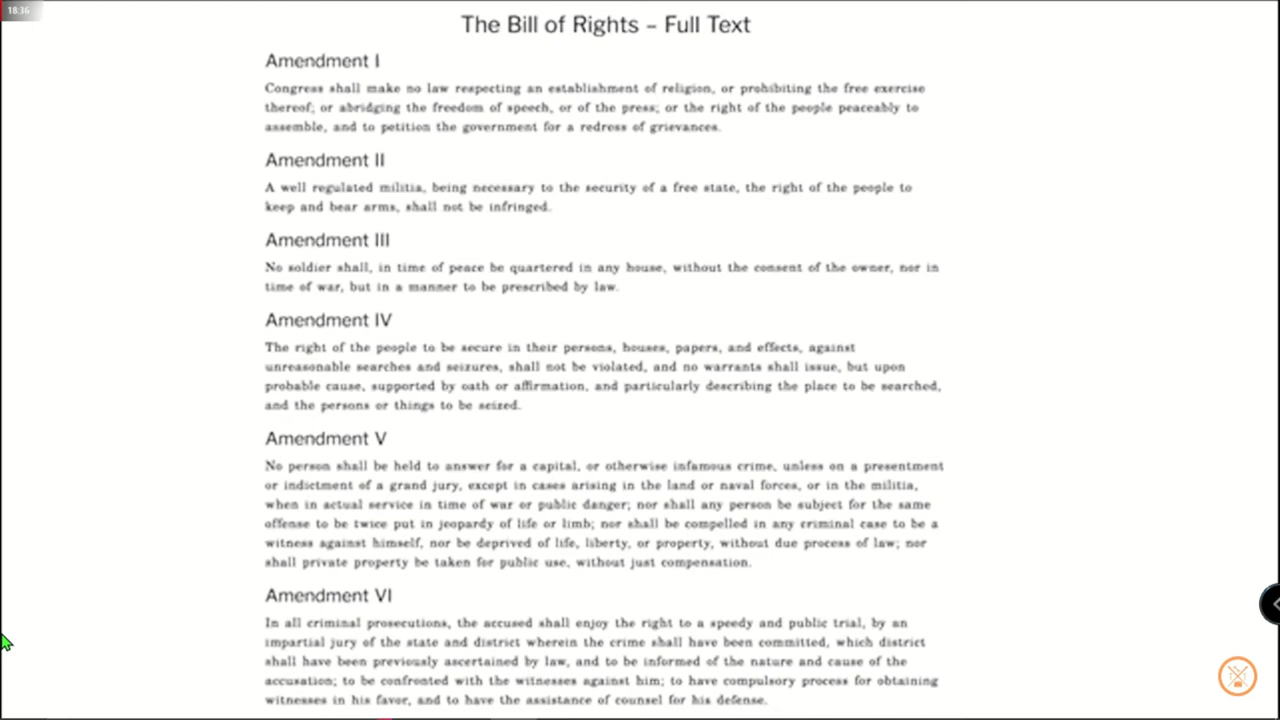 18:36
The Bill of Rights – Full Text
Amendment I
Congress shall make no law respecting an establishment of religion, or prohibiting the free exercise
thereof; or abridging the freedom of speech, or of the press; or the right of the people peaceably to
assemble, and to petition the government for a redress of grievances.
Amendment II
A well regulated militia, being necessary to the security of a free state, the right of the people to
keep and bear arms, shall not be infringed.
Amendment III
No soldier shall, in time of peace be quartered in any house, without the consent of the owner, nor in
time of war, but in a manner to be prescribed by law.
Amendment IV
The right of the people to be secure in their persons, houses, papers, and effects, against
unreasonable searches and seizures, shall not be violated, and no warrants shall issue, but upon
probable cause, supported by oath or affirmation, and particularly describing the place to be searched,
and the persons or things to be seized.
Amendment V
No person shall be held to answer for a capital, or otherwise infamous crime, unless on a presentment
or indictment of a grand jury, except in cases arising in the land or naval forces, or in the militia,
when in actual service in time of war or public danger; nor shall any person be subject for the same
offense to be twice put in jeopardy of life or limb; nor shall be compelled in any criminal case to be a
witness against himself, nor be deprived of life, liberty, or property, without due process of law; nor
shall private property be taken for public use, without just compensation.
Amendment VI
In all criminal prosecutions, the accused shall enjoy the right to a speedy and public trial, by an
impartial jury of the state and district wherein the crime shall have been committed, which district
shall have been previously ascertained by law, and to be informed of the nature and cause of the
accusation; to be confronted with the witnesses against him; to have compulsory process for obtaining
witnesses in his favor, and to have the assistance of counsel for his defense.